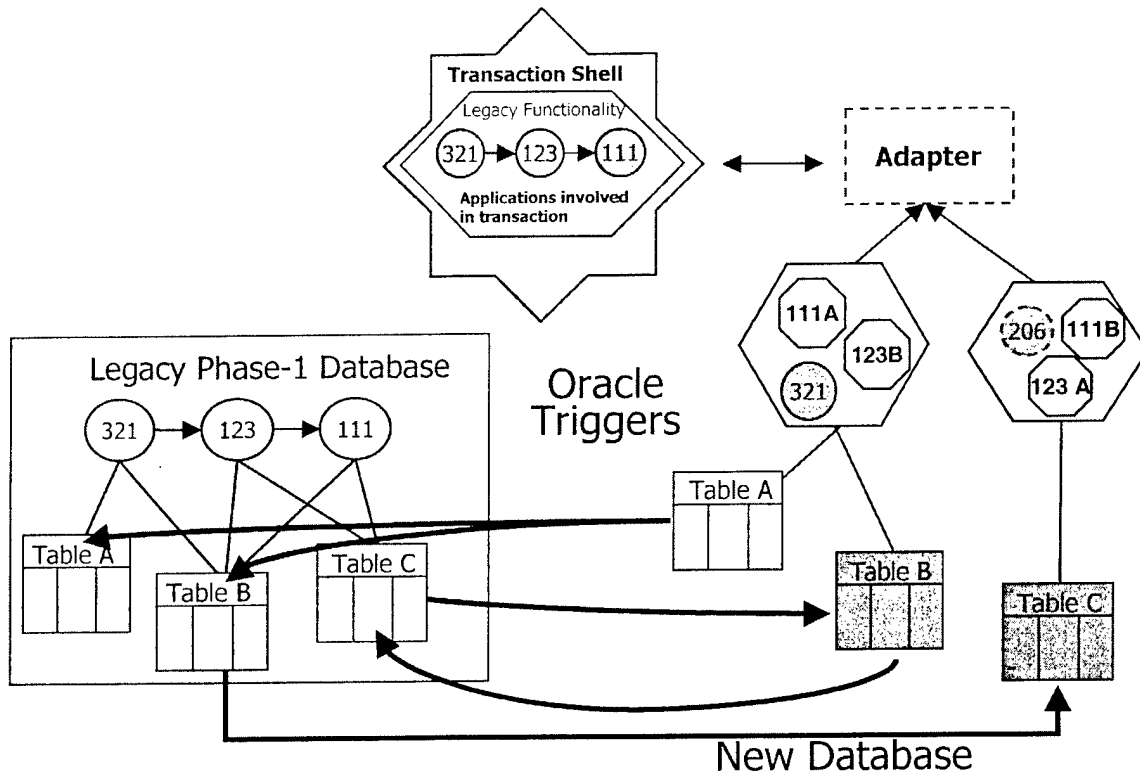 Transaction Shell
Legacy Functionality
321
123
111
Applications involved
in transaction
Adapter
111A
123B
321
206
111B
123 A
Legacy Phase-1 Database
321
123
111
Oracle
Triggers
Table A
Table B
Table C
Table A
Table B
Table C
New Database